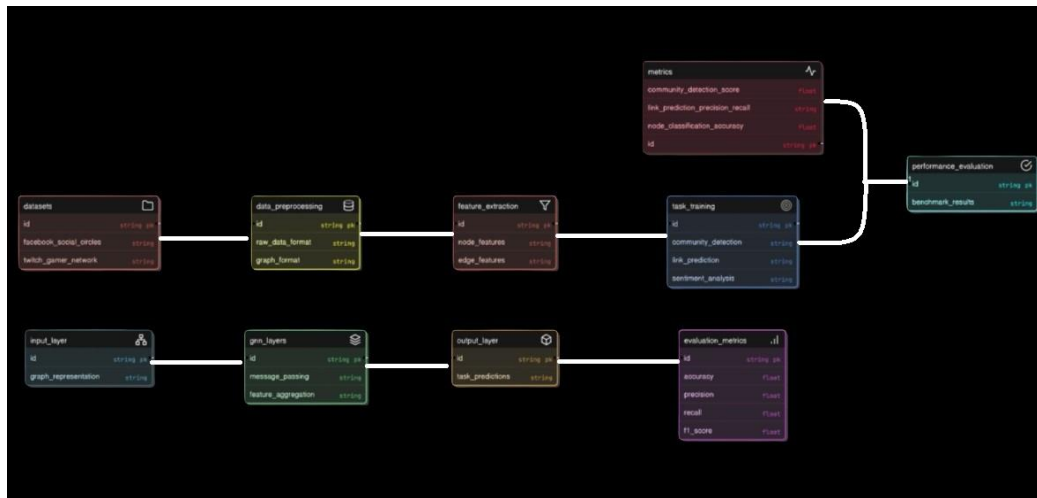 metrics
community_detection_score float
link_prediction_precision_recall string
node_classification_accuracy float
id string pk
performance_evaluation
id string pk
benchmark_results string
datasets
id string pk
facebook_social_circles string
twitch_gamer_network string
data_preprocessing
id string pk
raw_data_format string
graph_format string
feature_extraction
id string pk
node_features string
edge_features string
task_training
id string pk
community_detection string
link_prediction string
sentiment_analysis string
input_layer
id string pk
graph_representation string
gnn_layers
id string pk
message_passing string
feature_aggregation string
output_layer
id string pk
task_predictions string
evaluation_metrics
id string pk
accuracy float
precision float
recall float
f1_score float